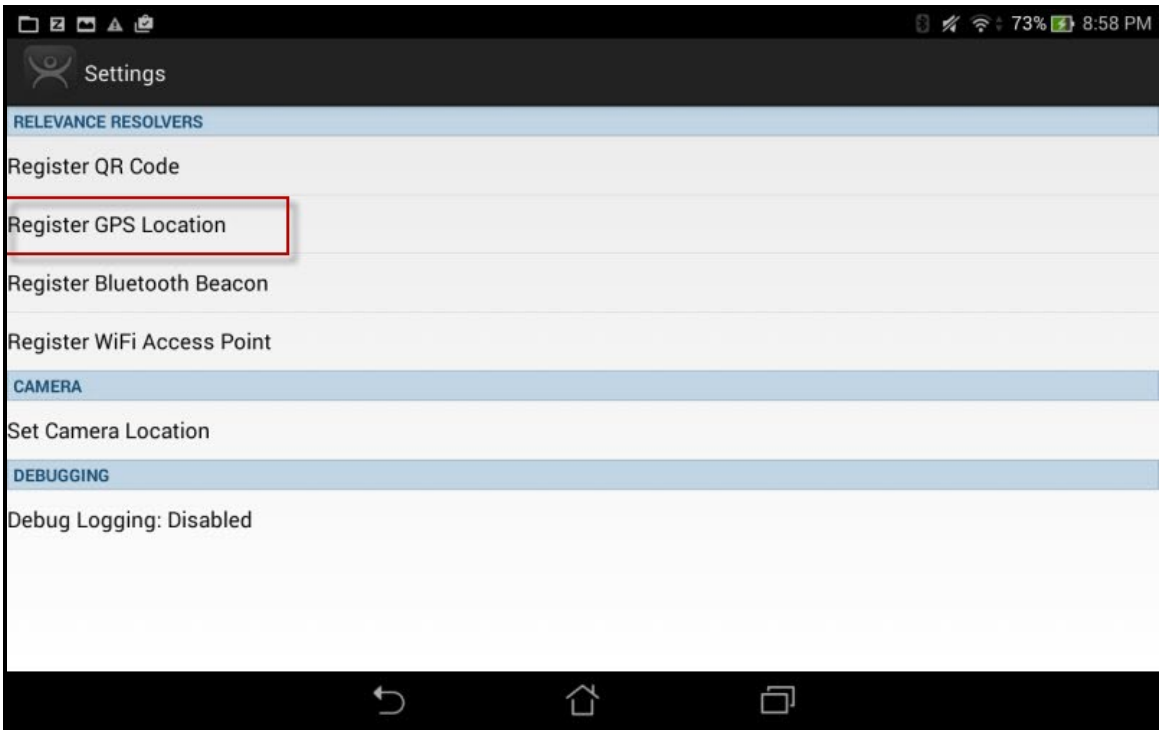 73% 8:58 PM
Settings
RELEVANCE RESOLVERS
Register QR Code
Register GPS Location
Register Bluetooth Beacon
Register WiFi Access Point
CAMERA
Set Camera Location
DEBUGGING
Debug Logging: Disabled